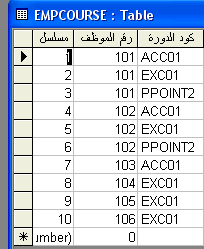 EMPCOURSE : Table
مسلسل رقم الموظف كود الدورة
1 101 ACC01
2 101 EXC01
3 101 PPOINT2
4 102 ACC01
5 102 EXC01
6 102 PPOINT2
7 103 ACC01
8 104 EXC01
9 105 EXC01
10 106 EXC01
umber) 0